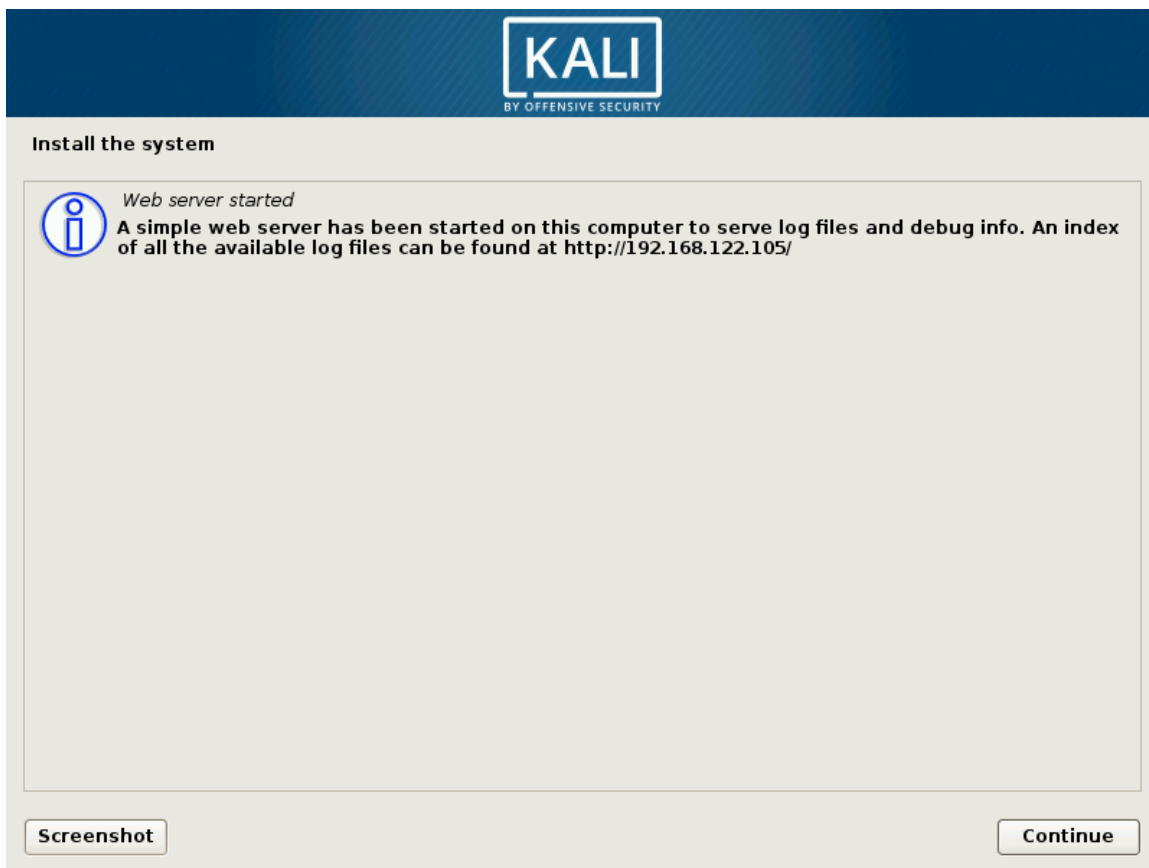 KALI
BY OFFENSIVE SECURITY
Install the system
Web server started
A simple web server has been started on this computer to serve log files and debug info. An index
of all the available log files can be found at http://192.168.122.105/
Screenshot
Continue